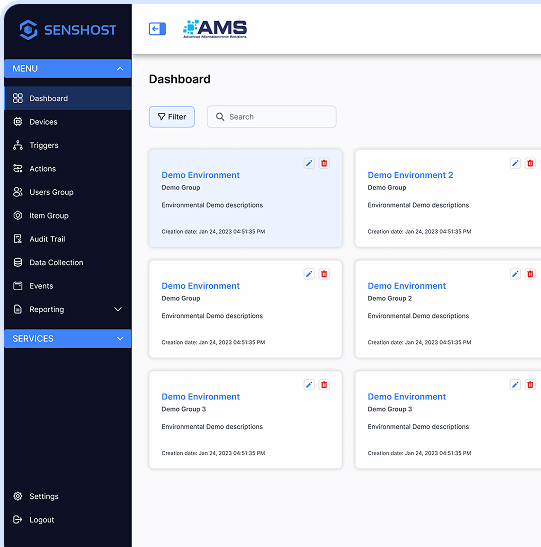 SENSHOST
MENU
Dashboard
Devices
Triggers
Actions
Users Group
Item Group
Audit Trail
Data Collection
Events
Reporting
SERVICES
Settings
Logout
AMS
Advanced Microelectronic Solutions
Dashboard
Filter
Search
Demo Environment
Demo Group
Environmental Demo descriptions
Creation date: Jan 24, 2023 04:51:35 PM
Demo Environment 2
Demo Group
Environmental Demo descriptions
Creation date: Jan 24, 2023 04:51:35 PM
Demo Environment
Demo Group
Environmental Demo descriptions
Creation date: Jan 24, 2023 04:51:35 PM
Demo Environment
Demo Group 2
Environmental Demo descriptions
Creation date: Jan 24, 2023 04:51:35 PM
Demo Environment
Demo Group 3
Environmental Demo descriptions
Creation date: Jan 24, 2023 04:51:35 PM
Demo Environment
Demo Group 3
Environmental Demo descriptions
Creation date: Jan 24, 2023 04:51:35 PM